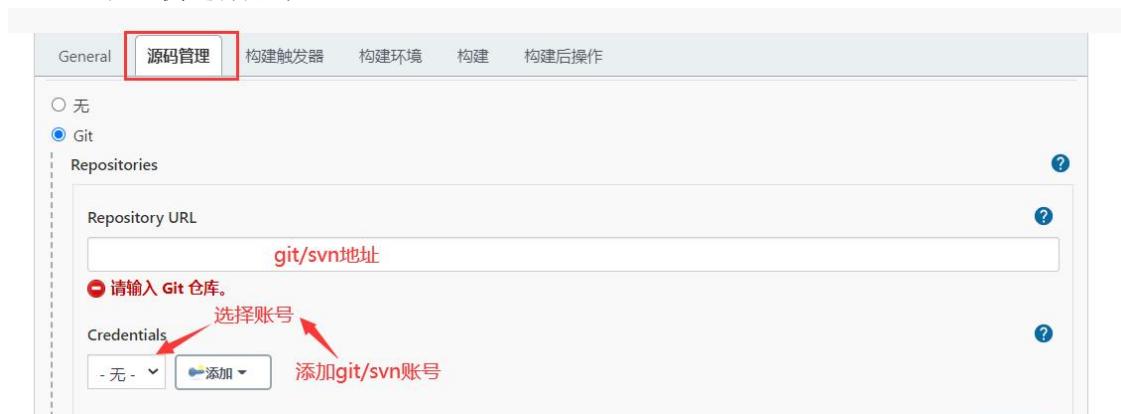 General 源码管理 构建触发器 构建环境 构建 构建后操作
无
Git
Repositories
Repository URL
git/svn地址
请输入 Git 仓库。
选择账号
Credentials
- 无 - 添加 添加git/svn账号